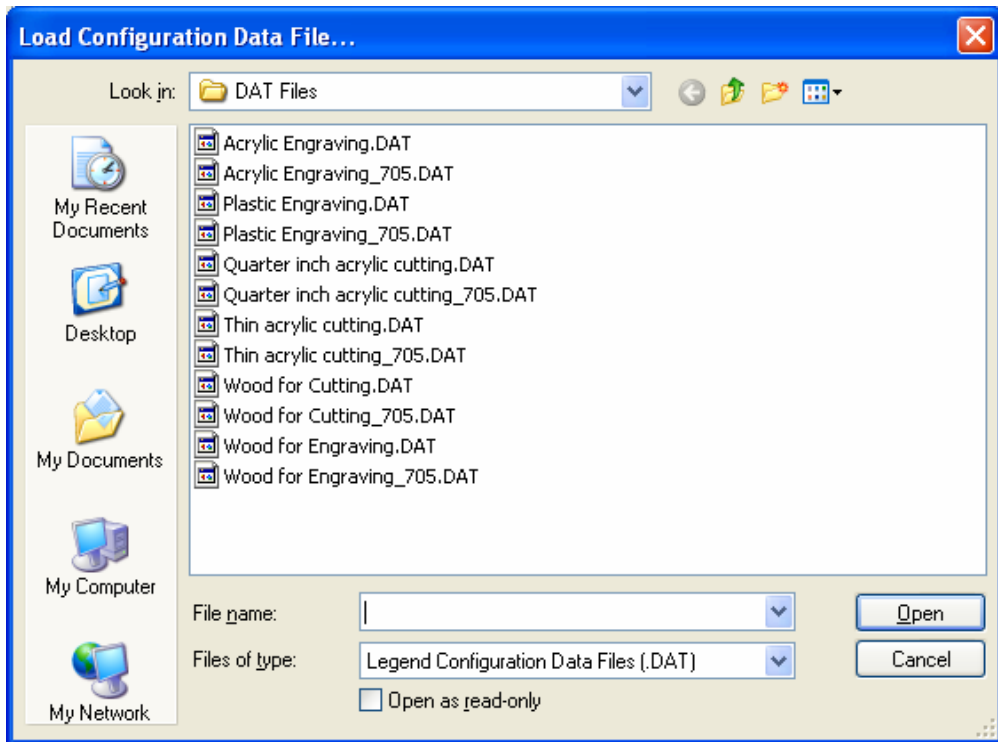 Load Configuration Data File...
Look in: DAT Files
Acrylic Engraving.DAT
Acrylic Engraving_705.DAT
Plastic Engraving.DAT
Plastic Engraving_705.DAT
Quarter inch acrylic cutting.DAT
Quarter inch acrylic cutting_705.DAT
Thin acrylic cutting.DAT
Thin acrylic cutting_705.DAT
Wood for Cutting.DAT
Wood for Cutting_705.DAT
Wood for Engraving.DAT
Wood for Engraving_705.DAT
My Recent
Documents
Desktop
My Documents
My Computer
My Network
File name: Open
Files of type: Legend Configuration Data Files (.DAT) Cancel
Open as read-only